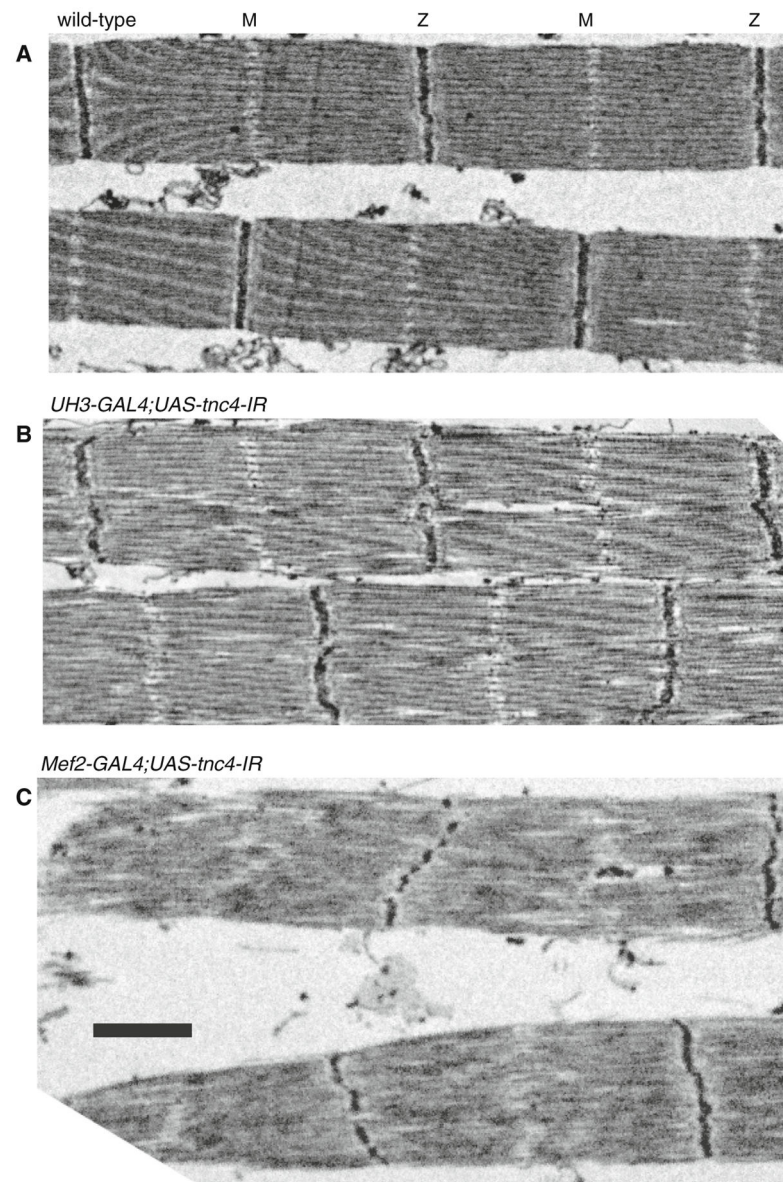 wild-type M Z M Z
A
UH3-GAL4;UAS-tnc4-IR
B
Mef2-GAL4;UAS-tnc4-IR
C